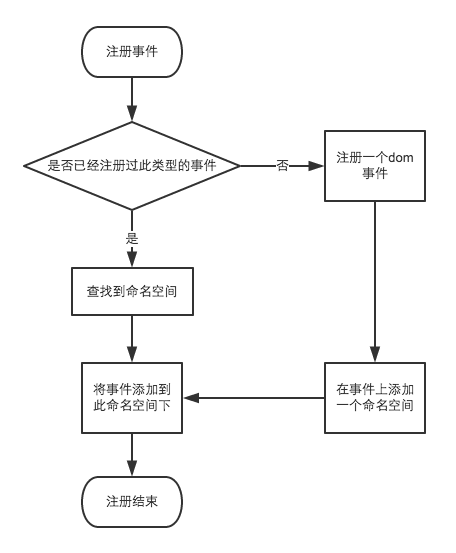 注册事件
是否已经注册过此类型的事件
否
注册一个dom
事件
是
查找到命名空间
将事件添加到
此命名空间下
在事件上添加
一个命名空间
注册结束